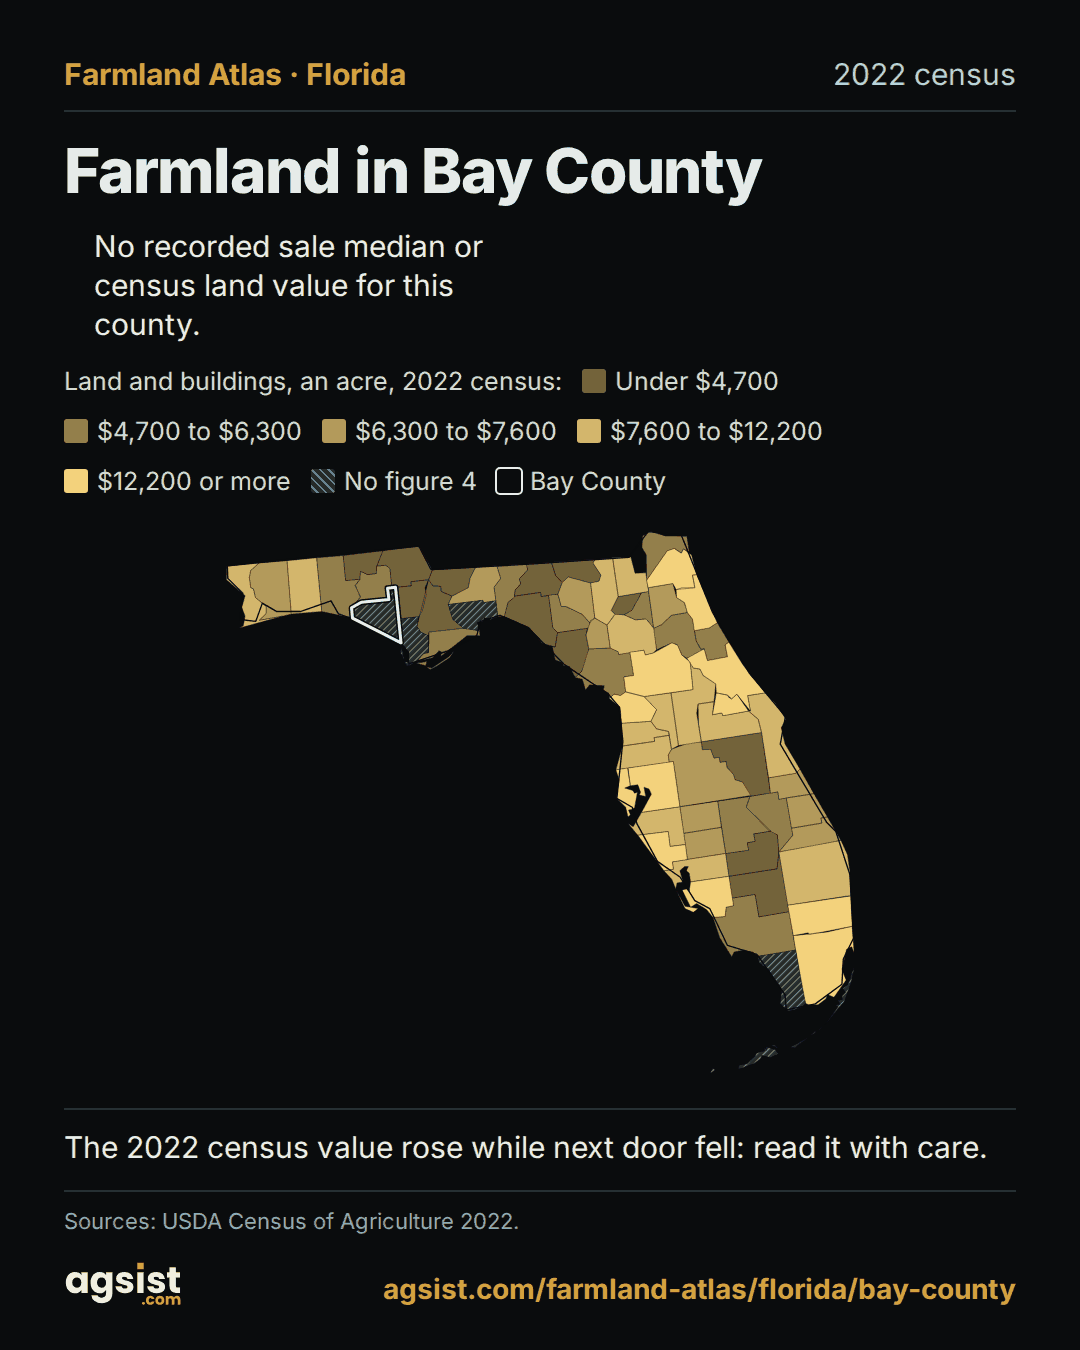 Farmland Atlas · Florida
2022 census
Farmland in Bay County
No recorded sale median or
census land value for this
county.
Land and buildings, an acre, 2022 census: Under $4,700
$4,700 to $6,300 $6,300 to $7,600 $7,600 to $12,200
$12,200 or more No figure 4 Bay County
The 2022 census value rose while next door fell: read it with care.
Sources: USDA Census of Agriculture 2022.
agsist
.com
agsist.com/farmland-atlas/florida/bay-county